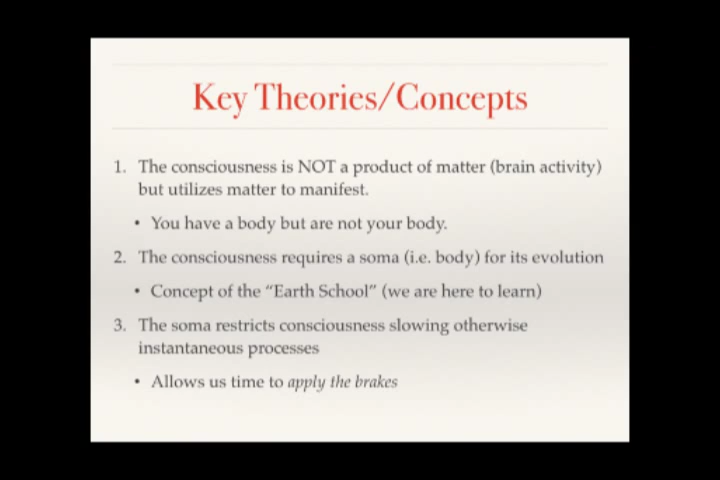 Key Theories/Concepts
1. The consciousness is NOT a product of matter (brain activity)
but utilizes matter to manifest.
• You have a body but are not your body.
2. The consciousness requires a soma (i.e. body) for its evolution
• Concept of the “Earth School” (we are here to learn)
3. The soma restricts consciousness slowing otherwise
instantaneous processes
• Allows us time to apply the brakes